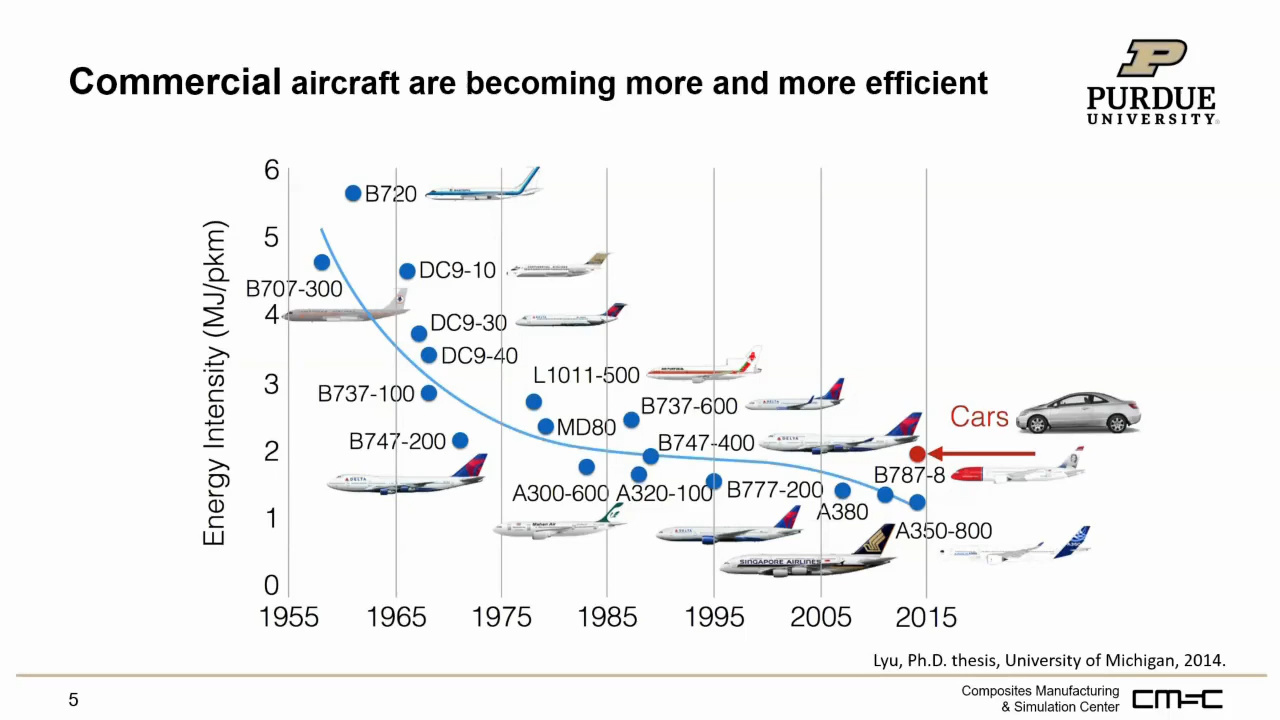 Commercial aircraft are becoming more and more efficient
PURDUE
UNIVERSITY®
Energy Intensity (MJ/pkm)
6
5
4
3
2
1
0
1955
1965
1975
1985
1995
2005
2015
B720
DC9-10
B707-300
DC9-30
DC9-40
L1011-500
B737-100
B737-600
Cars
MD80
B747-200
B747-400
B787-8
A300-600
A320-100
B777-200
A380
A350-800
SINGAPORE AIRLINES
Lyu, Ph.D. thesis, University of Michigan, 2014.
5
Composites Manufacturing
& Simulation Center
CMSC